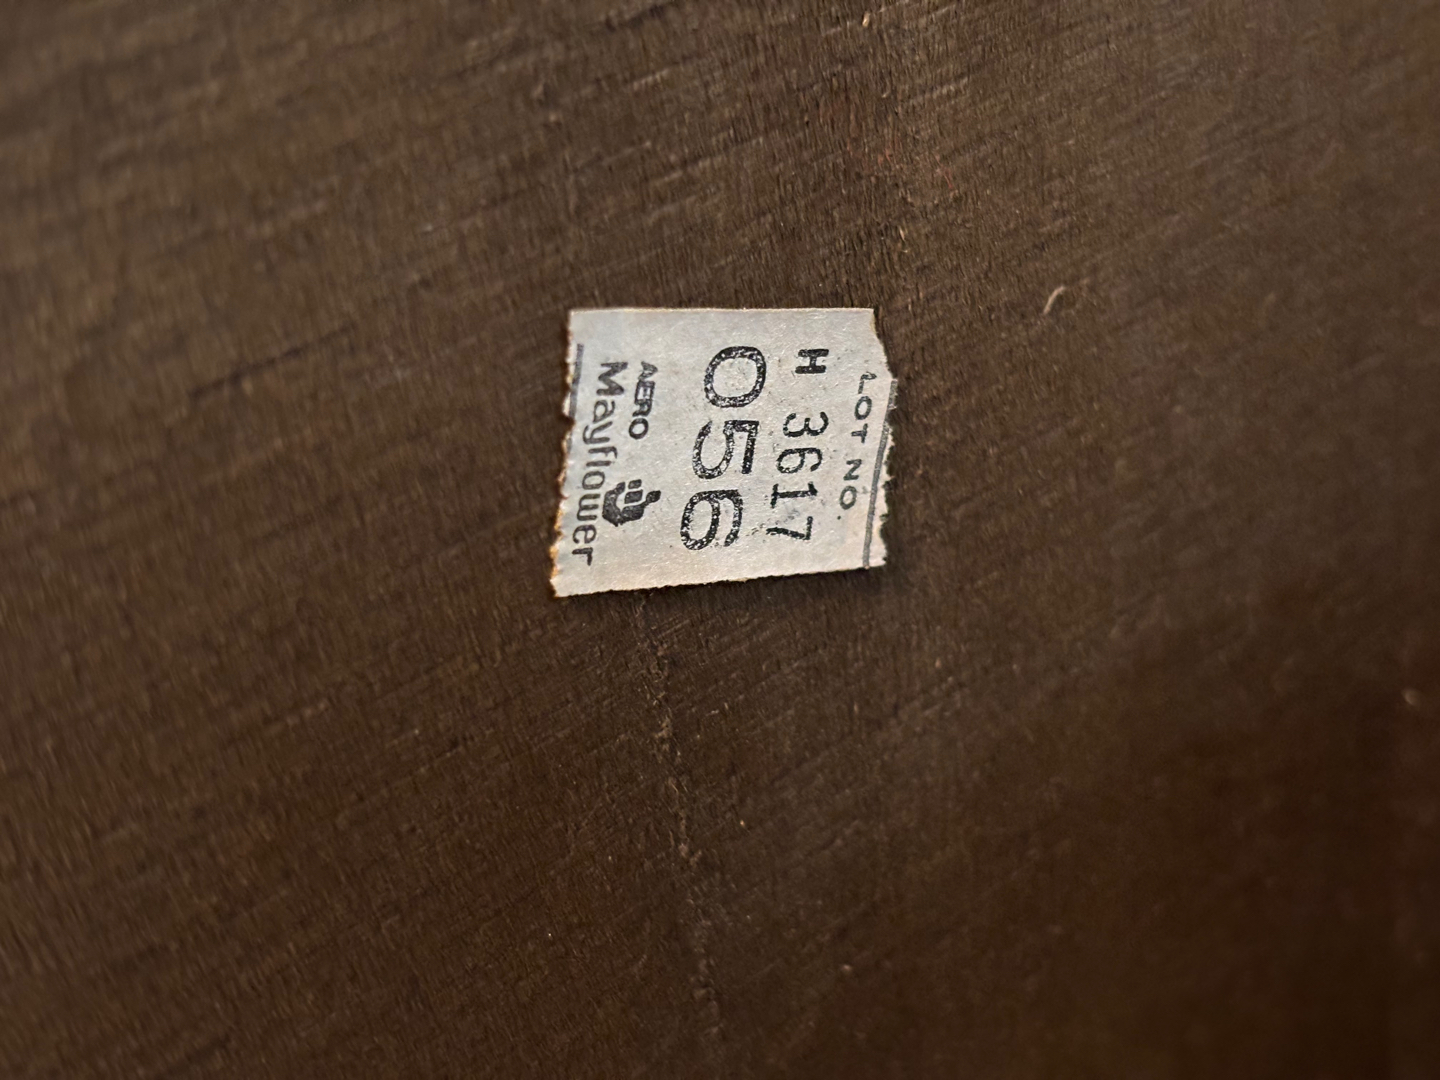 LOT NO.
H 3617
056
AERO
Mayflower